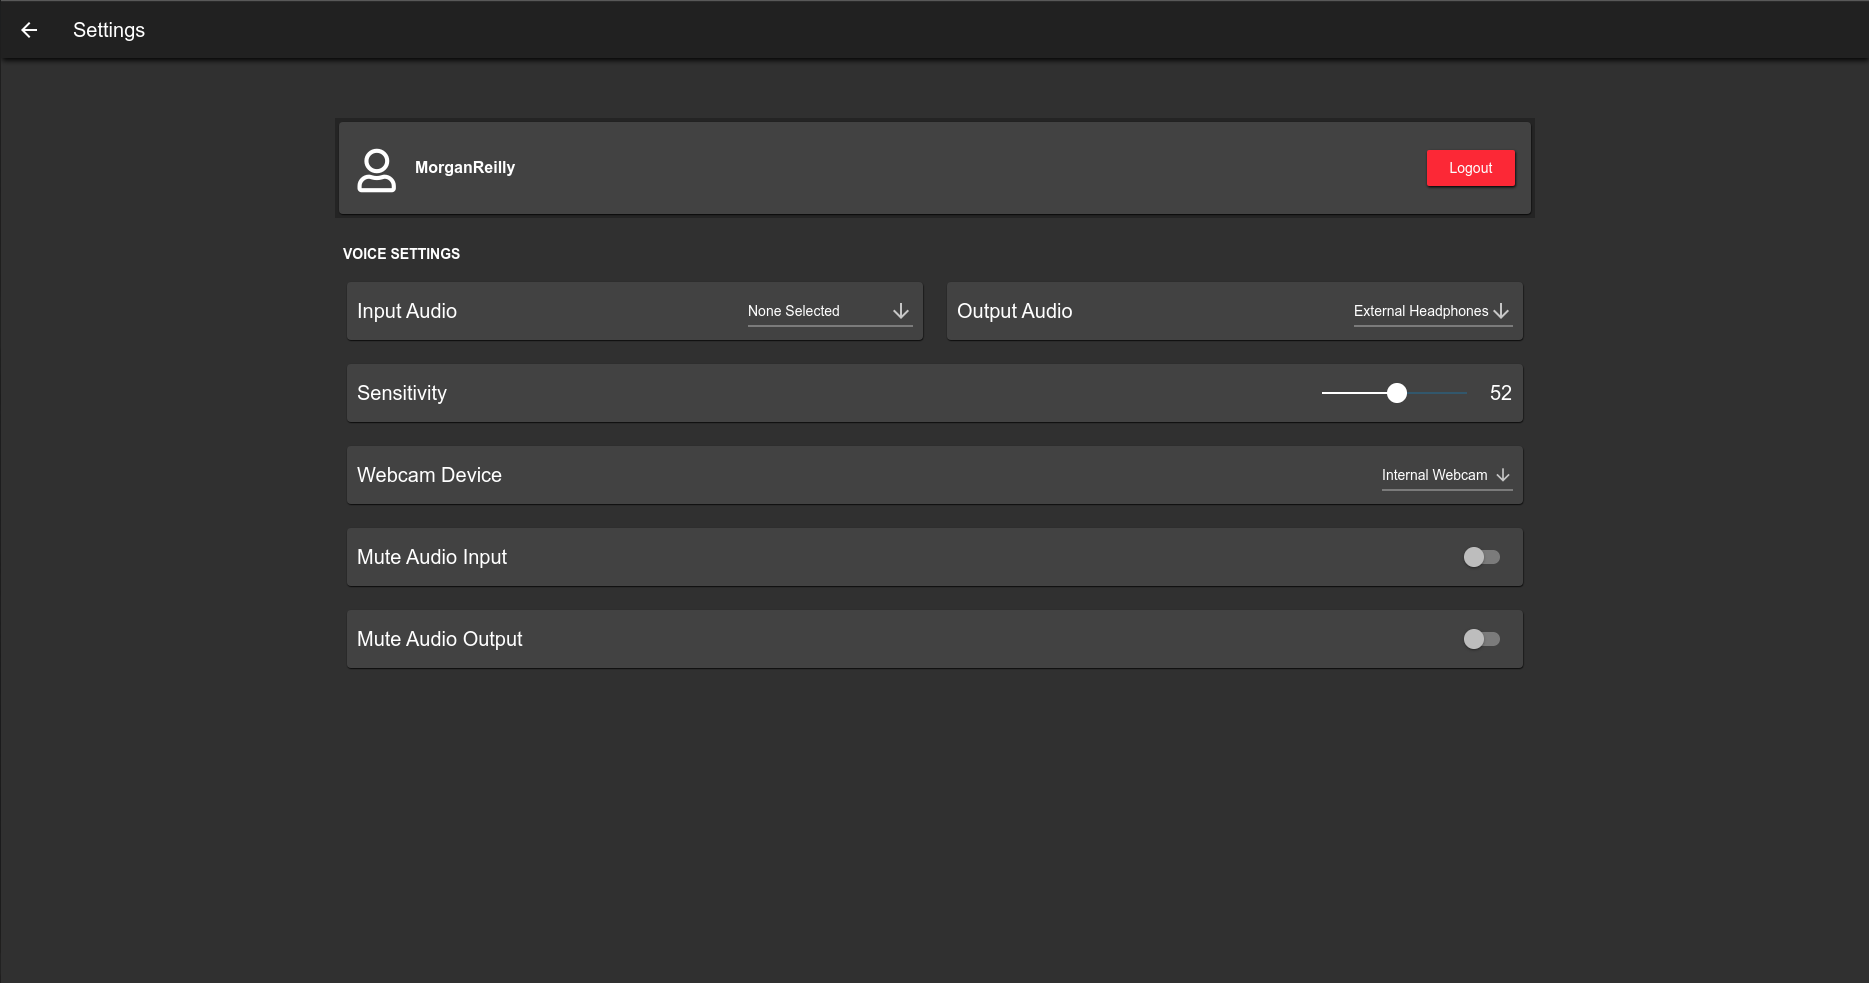 Settings
MorganReilly
Logout
VOICE SETTINGS
Input Audio
None Selected
Output Audio
External Headphones
Sensitivity
52
Webcam Device
Internal Webcam
Mute Audio Input
Mute Audio Output